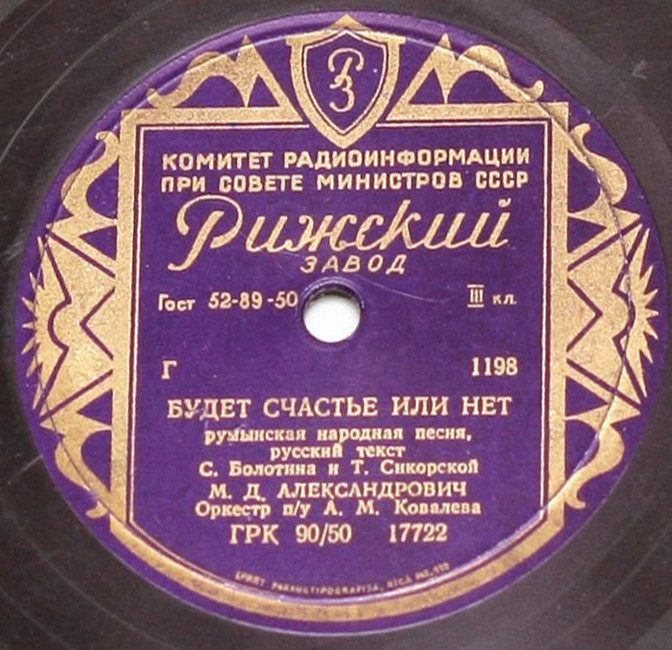 РЗ
КОМИТЕТ РАДИОИНФОРМАЦИИ
ПРИ СОВЕТЕ МИНИСТРОВ СССР
Рижский
ЗАВОД
Гост 52-89-50 III кл.
Г 1198
БУДЕТ СЧАСТЬЕ ИЛИ НЕТ
румынская народная песня,
русский текст
С. Болотина и Т. Сикорской
М. Д. АЛЕКСАНДРОВИЧ
Оркестр п/у А. М. Ковалева
ГРК 90/50 17722